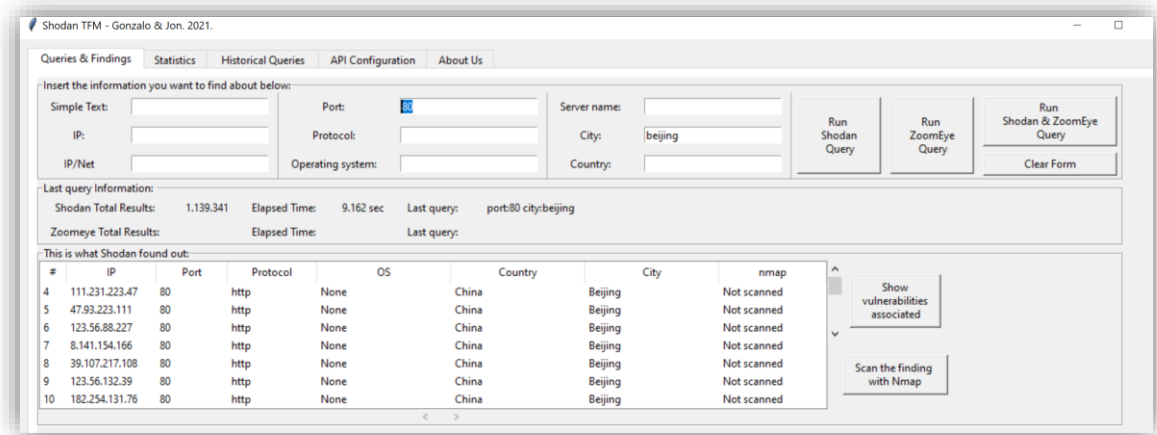 Shodan TFM - Gonzalo & Jon. 2021.
Queries & Findings Statistics Historical Queries API Configuration About Us
Insert the information you want to find about below:
Simple Text: Port: 80 Server name:
IP: Protocol: City: beijing
IP/Net Operating system: Country:
Run
Shodan
Query
Run
ZoomEye
Query
Run
Shodan & ZoomEye
Query
Clear Form
Last query Information:
Shodan Total Results: 1.139.341 Elapsed Time: 9.162 sec Last query: port:80 city:beijing
Zoomeye Total Results: Elapsed Time: Last query:
This is what Shodan found out:
# IP Port Protocol OS Country City nmap
4 111.231.223.47 80 http None China Beijing Not scanned
5 47.93.223.111 80 http None China Beijing Not scanned
6 123.56.88.227 80 http None China Beijing Not scanned
7 8.141.154.166 80 http None China Beijing Not scanned
8 39.107.217.108 80 http None China Beijing Not scanned
9 123.56.132.39 80 http None China Beijing Not scanned
10 182.254.131.76 80 http None China Beijing Not scanned
Show
vulnerabilities
associated
Scan the finding
with Nmap